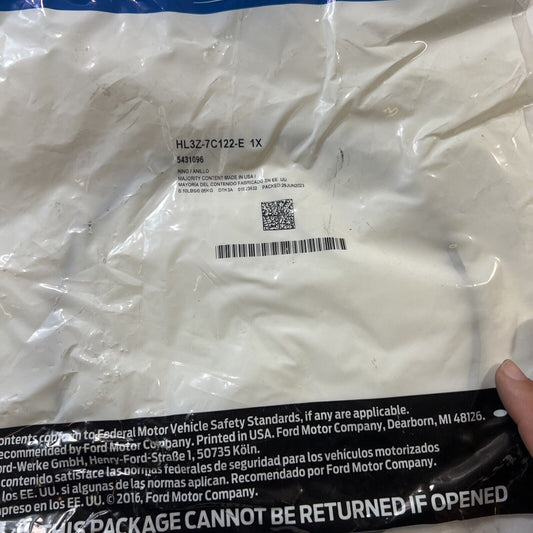 HL3Z-7C122-E 1X
5431096
RING / ANILLO
MAJORITY CONTENT MADE IN USA /
MAYORIA DEL CONTENIDO FABRICADO EN EE. UU.
PACKED:29JUN2023
contents conform to Federal Motor Vehicle Safety Standards, if any are applicable.
ecommended by Ford Motor Company. Printed in USA. Ford Motor Company, Dearborn, MI 48126.
ord-Werke GmbH, Henry-Ford-Straße 1, 50735 Köln.
contenido satisface las normas federales de seguridad para los vehículos motorizados
los EE. UU. si algunas de las normas aplican. Recomendado por Ford Motor Company.
mpreso en los EE. UU. © 2016, Ford Motor Company.
THIS PACKAGE CANNOT BE RETURNED IF OPENED